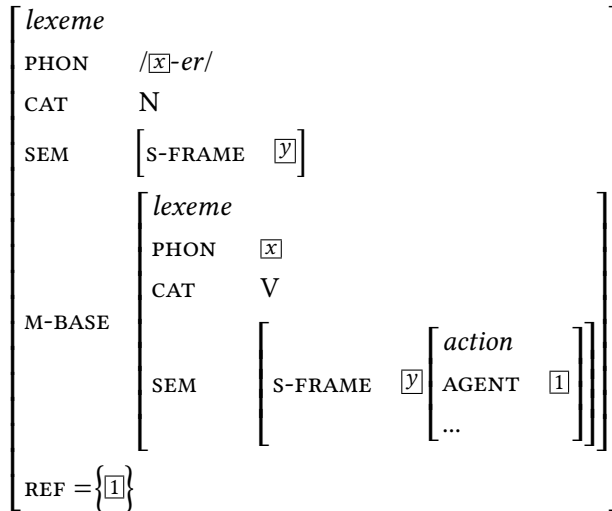 lexeme
PHON /x-er/
CAT N
SEM [S-FRAME y]
lexeme
PHON x
CAT V
M-BASE
action
SEM S-FRAME y AGENT 1
...
REF = {1}